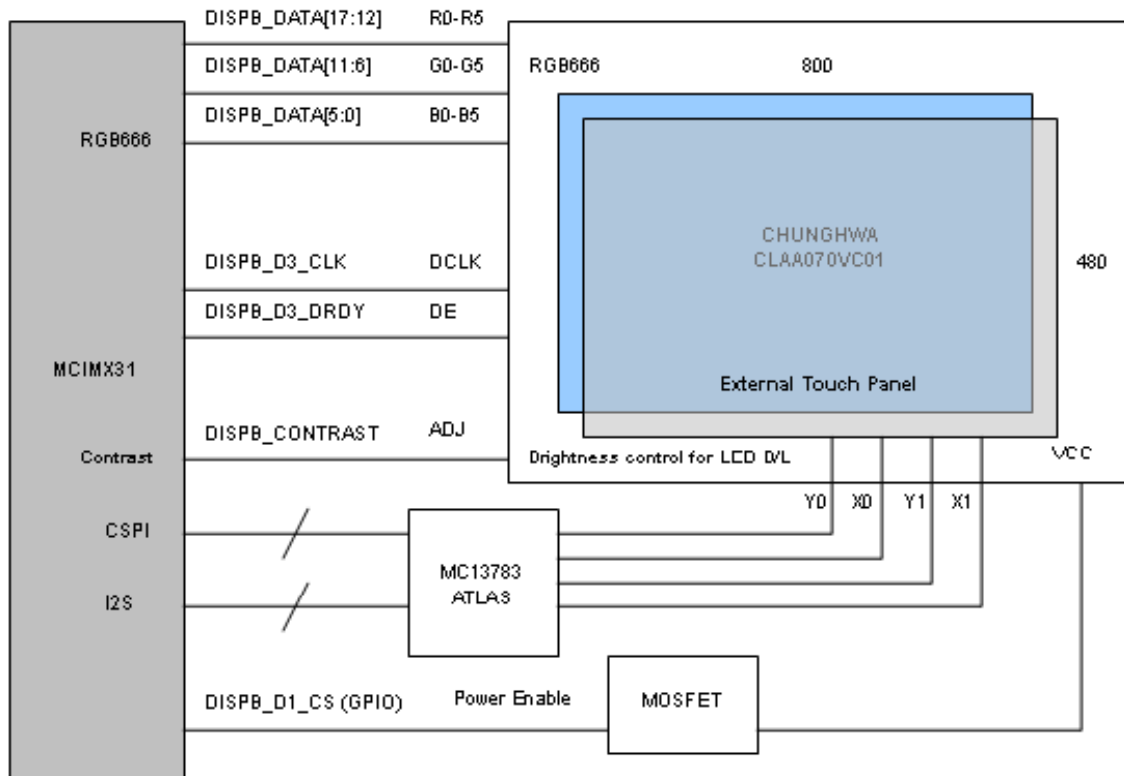 DISPB_DATA[17:12] R0-R5
DISPB_DATA[11:6] G0-G5
RGB666 800
DISPB_DATA[5:0] B0-B5
RGB666
CHUNGHWA
CLAA070VC01
DISPB_D3_CLK DCLK
480
DISPB_D3_DRDY DE
MCIMX31
External Touch Panel
DISPB_CONTRAST ADJ
Contrast
Brightness control for LED B/L
VCC
Y0 X0 Y1 X1
CSPI
MC13783
ATLAS
I2S
DISPB_D1_CS (GPIO) Power Enable
MOSFET